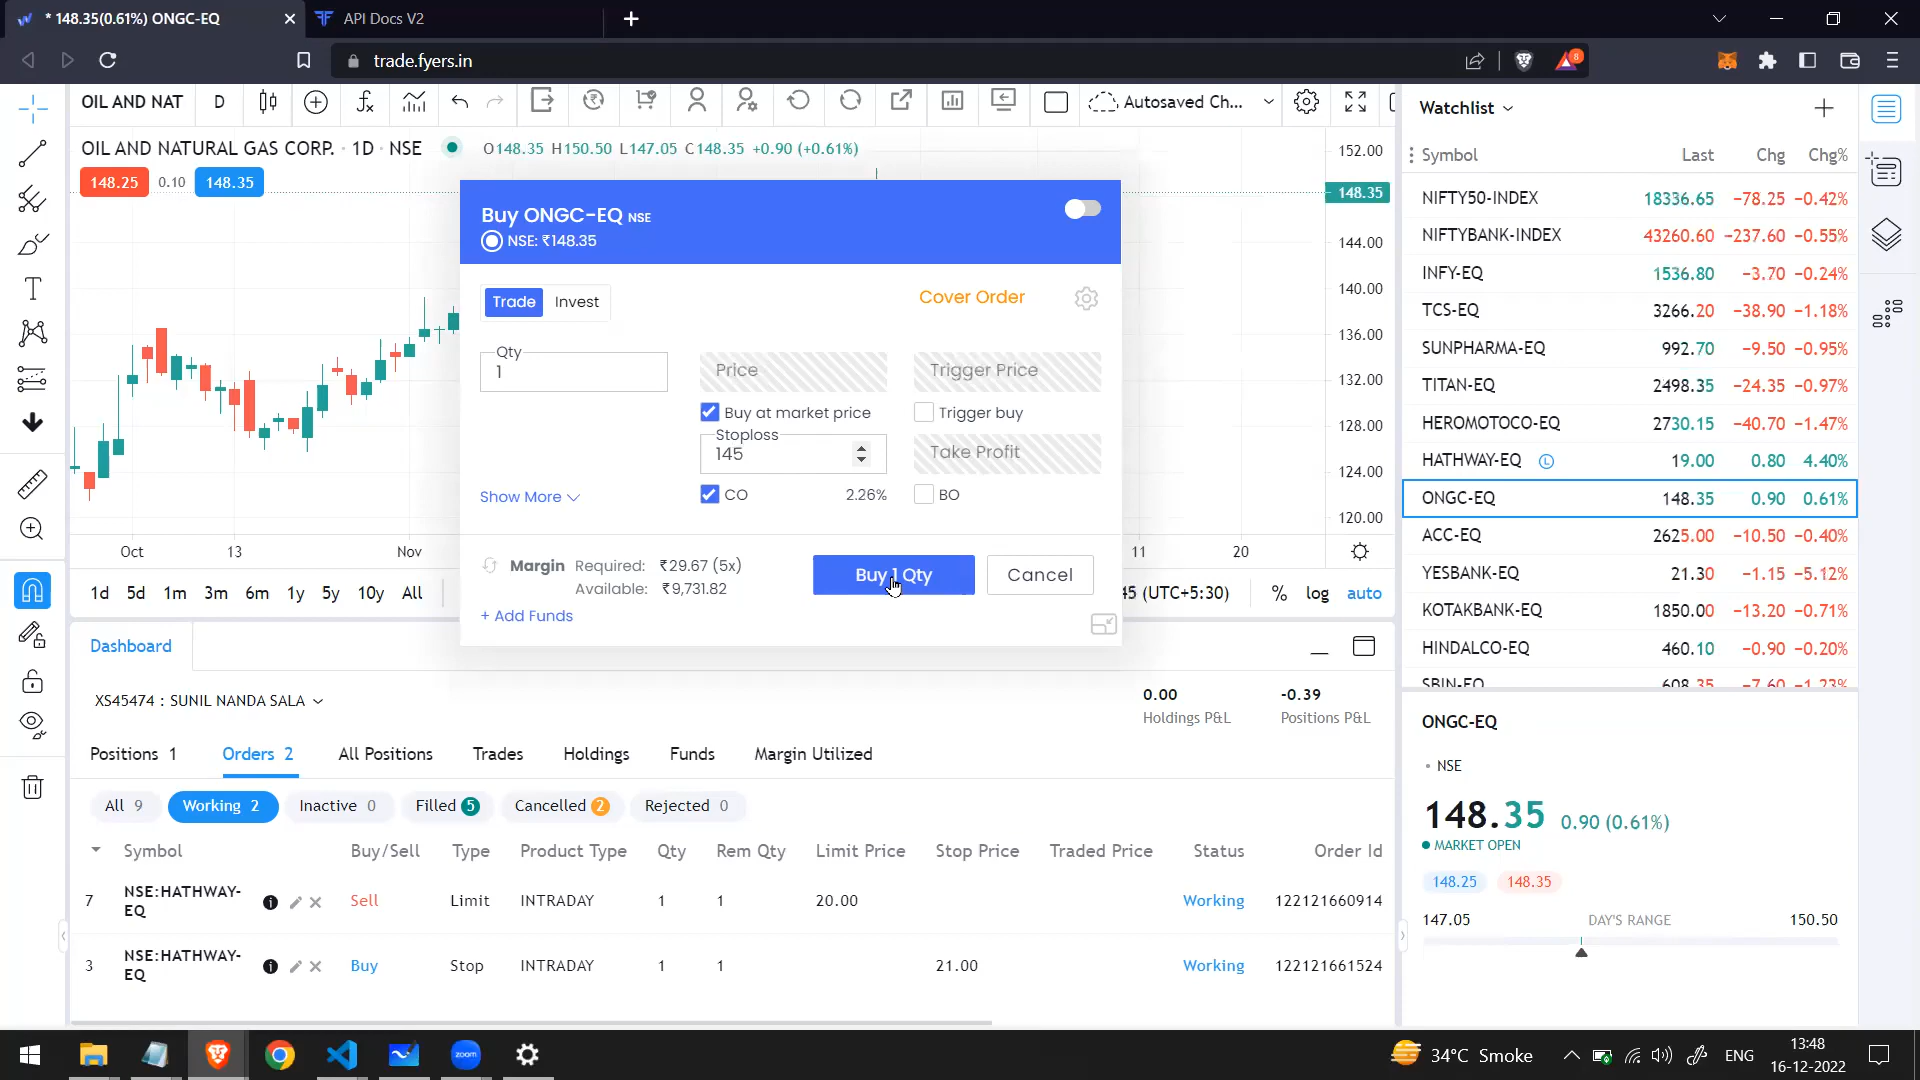 * 148.35(0.61%) ONGC-EQ
API Docs V2
trade.fyers.in
8
OIL AND NAT
D
Autosaved Ch...
OIL AND NATURAL GAS CORP. · 1D · NSE
O148.35 H150.50 L147.05 C148.35 +0.90 (+0.61%)
148.25
0.10
148.35
152.00
148.35
144.00
140.00
136.00
132.00
128.00
124.00
120.00
Oct
13
Nov
11
20
1d 5d 1m 3m 6m 1y 5y 10y All
45 (UTC+5:30)
% log auto
Buy ONGC-EQ NSE
NSE: ₹148.35
Trade Invest
Cover Order
Qty
1
Price
Trigger Price
Buy at market price
Trigger buy
Stoploss
145
Take Profit
Show More
CO 2.26%
BO
Margin Required: ₹29.67 (5x)
Available: ₹9,731.82
+ Add Funds
Buy 1 Qty
Cancel
Dashboard
XS45474 : SUNIL NANDA SALA
0.00
Holdings P&L
-0.39
Positions P&L
Positions 1 Orders 2 All Positions Trades Holdings Funds Margin Utilized
All 9 Working 2 Inactive 0 Filled 5 Cancelled 2 Rejected 0
Symbol Buy/Sell Type Product Type Qty Rem Qty Limit Price Stop Price Traded Price Status Order Id
7 NSE:HATHWAY-EQ Sell Limit INTRADAY 1 1 20.00 Working 122121660914
3 NSE:HATHWAY-EQ Buy Stop INTRADAY 1 1 21.00 Working 122121661524
Watchlist
Symbol Last Chg Chg%
NIFTY50-INDEX 18336.65 −78.25 −0.42%
NIFTYBANK-INDEX 43260.60 −237.60 −0.55%
INFY-EQ 1536.80 −3.70 −0.24%
TCS-EQ 3266.20 −38.90 −1.18%
SUNPHARMA-EQ 992.70 −9.50 −0.95%
TITAN-EQ 2498.35 −24.35 −0.97%
HEROMOTOCO-EQ 2730.15 −40.70 −1.47%
HATHWAY-EQ L 19.00 0.80 4.40%
ONGC-EQ 148.35 0.90 0.61%
ACC-EQ 2625.00 −10.50 −0.40%
YESBANK-EQ 21.30 −1.15 −5.12%
KOTAKBANK-EQ 1850.00 −13.20 −0.71%
HINDALCO-EQ 460.10 −0.90 −0.20%
SBIN-EQ 608.35 −7.60 −1.23%
ONGC-EQ
• NSE
148.35 0.90 (0.61%)
MARKET OPEN
148.25 148.35
147.05 DAY'S RANGE 150.50
zoom
34°C Smoke
ENG
13:48
16-12-2022